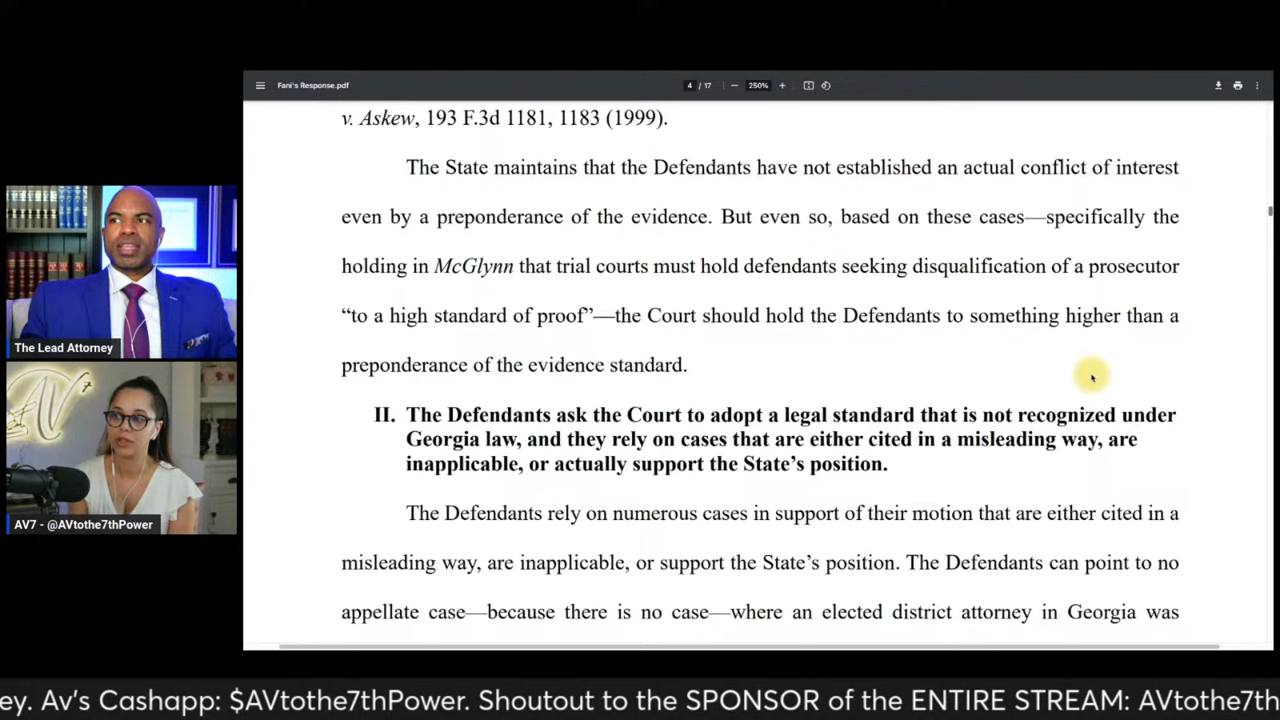 Fani's Response.pdf
4 / 17
250%
v. Askew, 193 F.3d 1181, 1183 (1999).
The State maintains that the Defendants have not established an actual conflict of interest
even by a preponderance of the evidence. But even so, based on these cases—specifically the
holding in McGlynn that trial courts must hold defendants seeking disqualification of a prosecutor
“to a high standard of proof”—the Court should hold the Defendants to something higher than a
preponderance of the evidence standard.
II. The Defendants ask the Court to adopt a legal standard that is not recognized under
Georgia law, and they rely on cases that are either cited in a misleading way, are
inapplicable, or actually support the State’s position.
The Defendants rely on numerous cases in support of their motion that are either cited in a
misleading way, are inapplicable, or support the State’s position. The Defendants can point to no
appellate case—because there is no case—where an elected district attorney in Georgia was
The Lead Attorney
AV7 - @AVtothe7thPower
ey. Av's Cashapp: $AVtothe7thPower. Shoutout to the SPONSOR of the ENTIRE STREAM: AVtothe7th